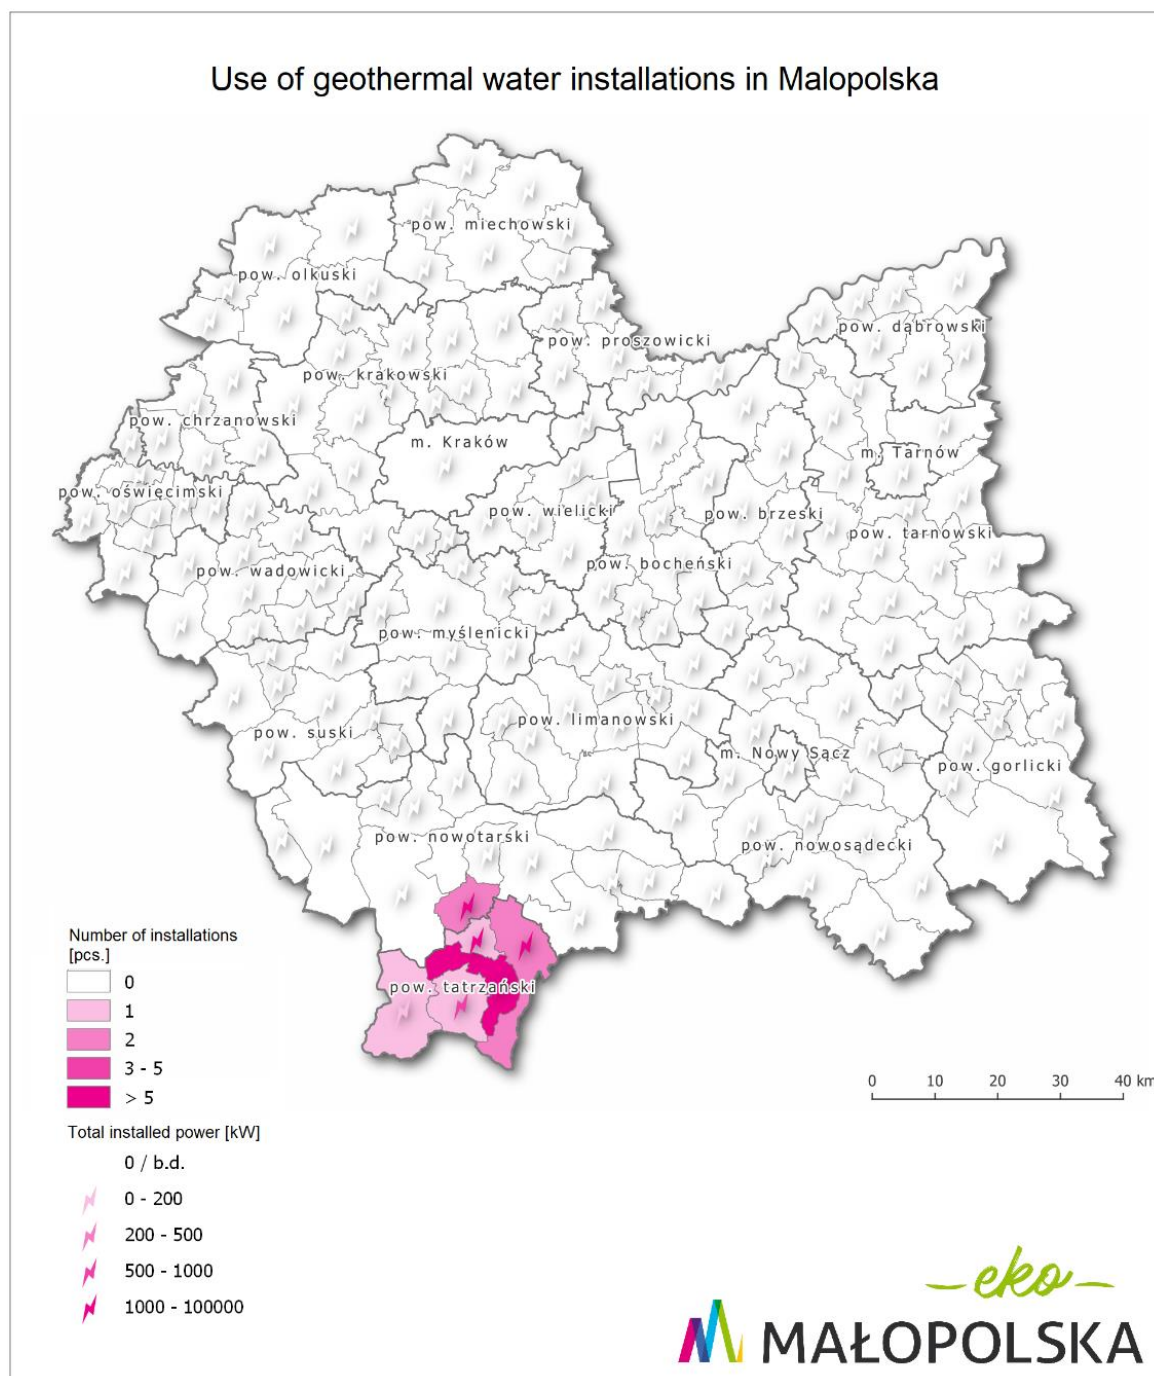 Use of geothermal water installations in Malopolska
pow. miechowski
pow. olkuski
pow. dąbrowski
pow. proszowicki
pow. krakowski
pow. chrzanowski
m. Kraków
m. Tarnów
pow. oświęcimski
pow. wielicki
pow. brzeski
pow. tarnowski
pow. bocheński
pow. wadowicki
pow. myślenicki
pow. limanowski
pow. suski
m. Nowy Sącz
pow. gorlicki
pow. nowotarski
pow. nowosądecki
pow. tatrzański
Number of installations
[pcs.]
0
1
2
3 - 5
> 5
0 10 20 30 40 km
Total installed power [kW]
0 / b.d.
0 - 200
200 - 500
500 - 1000
1000 - 100000
eko
MAŁOPOLSKA